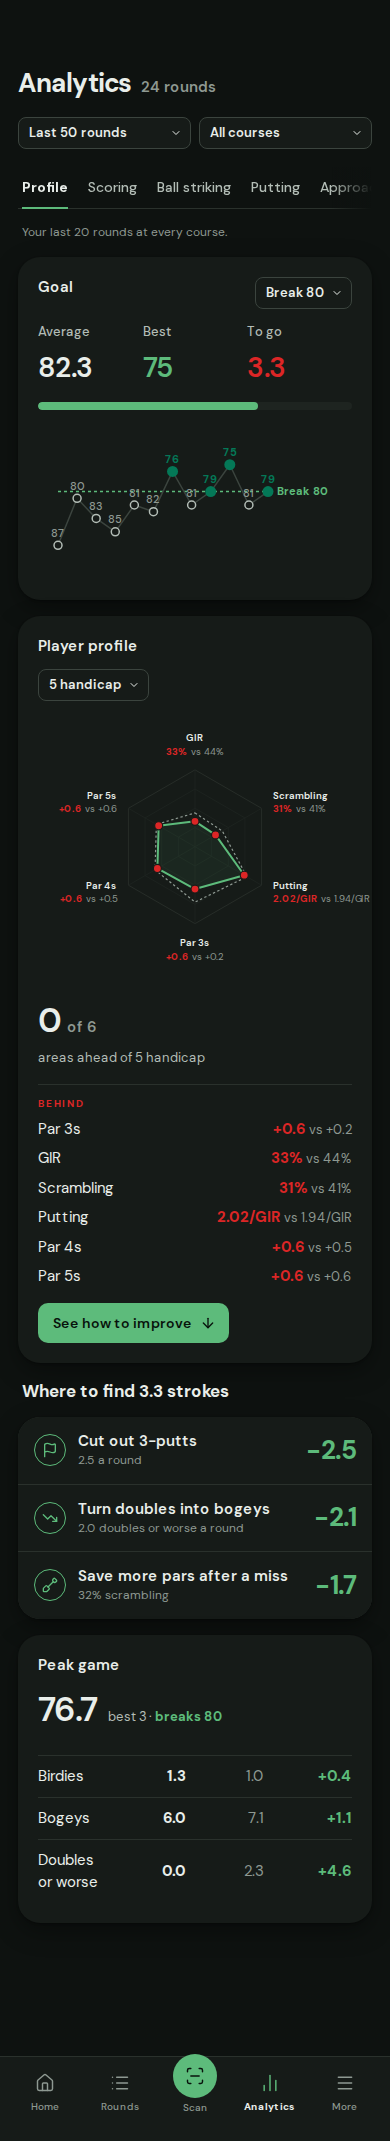 Analytics 24 rounds
Last 50 rounds All courses
Profile Scoring Ball striking Putting Approa
Your last 20 rounds at every course.
Goal Break 80
Average Best To go
82.3 75 3.3
87 80 83 85 81 82 76 81 79 75 81 79 Break 80
Player profile
5 handicap
GIR
33% vs 44%
Par 5s Scrambling
+0.6 vs +0.6 31% vs 41%
Par 4s Putting
+0.6 vs +0.5 2.02/GIR vs 1.94/GIR
Par 3s
+0.6 vs +0.2
0 of 6
areas ahead of 5 handicap
BEHIND
Par 3s +0.6 vs +0.2
GIR 33% vs 44%
Scrambling 31% vs 41%
Putting 2.02/GIR vs 1.94/GIR
Par 4s +0.6 vs +0.5
Par 5s +0.6 vs +0.6
See how to improve ↓
Where to find 3.3 strokes
Cut out 3-putts −2.5
2.5 a round
Turn doubles into bogeys −2.1
2.0 doubles or worse a round
Save more pars after a miss −1.7
32% scrambling
Peak game
76.7 best 3 · breaks 80
Birdies 1.3 1.0 +0.4
Bogeys 6.0 7.1 +1.1
Doubles
or worse 0.0 2.3 +4.6
Home Rounds Scan Analytics More